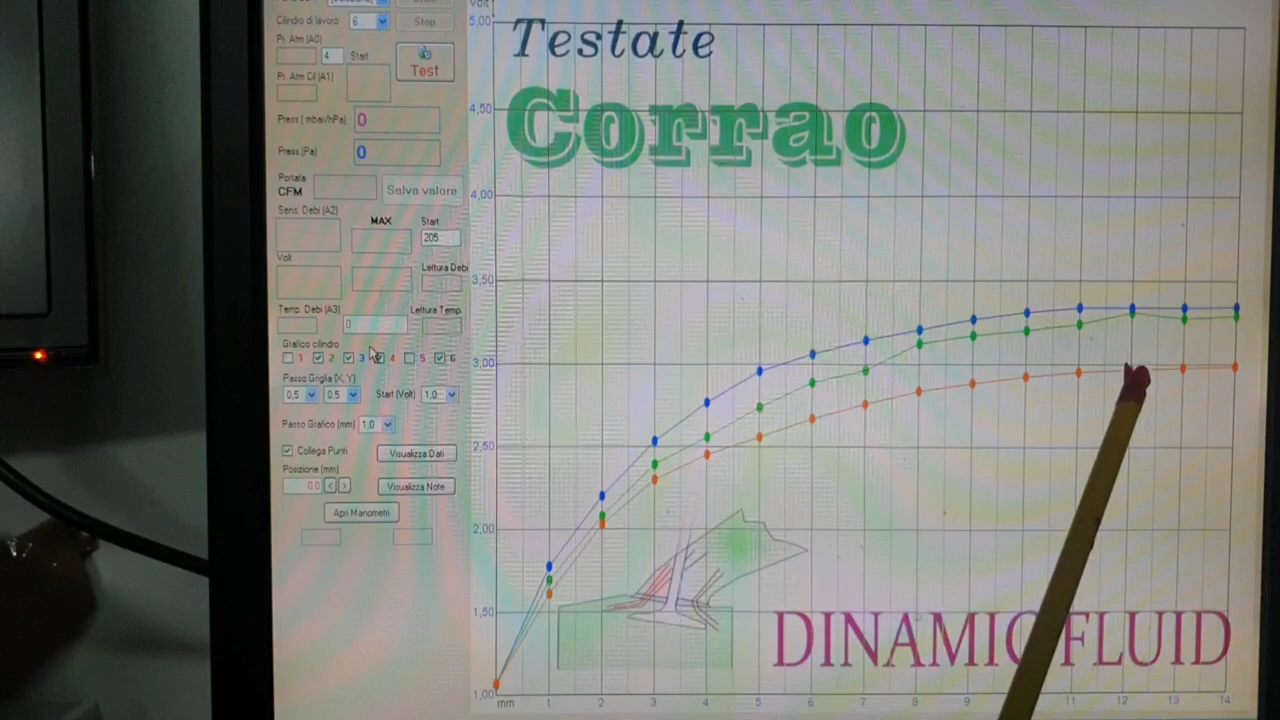 Volt
Cilindro di lavoro 6 Stop
5,00
Testate
Pr. Atm (A0)
4 Start
Test
Pr. Atm Cil (A1)
4,50
Corrao
Press ( mbar/hPa) 0
Press.(Pa) 0
Portata
CFM Salva valore
4,00
Sens. Debi (A2)
MAX Start
205
Volt
Lettura Debi
3,50
Temp. Debi (A3) Lettura Temp.
0
Grafico cilindro
1 2 3 4 5 6
3,00
Passo Griglia (X, Y)
0,5 0,5 Start (Volt) 1,0
Passo Grafico (mm) 1,0
2,50
Collega Punti Visualizza Dati
Posizione (mm)
0,0 < > Visualizza Note
Apri Manometri
2,00
1,50
DINAMIC FLUID
1,00
mm 1 2 3 4 5 6 7 8 9 11 12 13 14